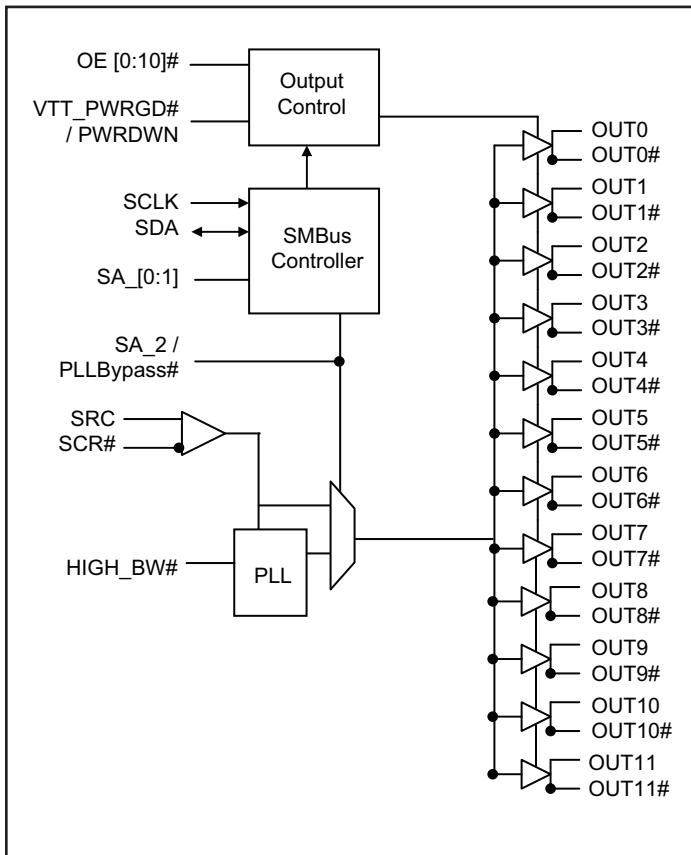 OE [0:10]#
VTT_PWRGD#
/ PWRDWN
Output
Control
SCLK
SDA
SA_[0:1]
SMBus
Controller
SA_2 /
PLLBypass#
SRC
SCR#
HIGH_BW#
PLL
OUT0
OUT0#
OUT1
OUT1#
OUT2
OUT2#
OUT3
OUT3#
OUT4
OUT4#
OUT5
OUT5#
OUT6
OUT6#
OUT7
OUT7#
OUT8
OUT8#
OUT9
OUT9#
OUT10
OUT10#
OUT11
OUT11#